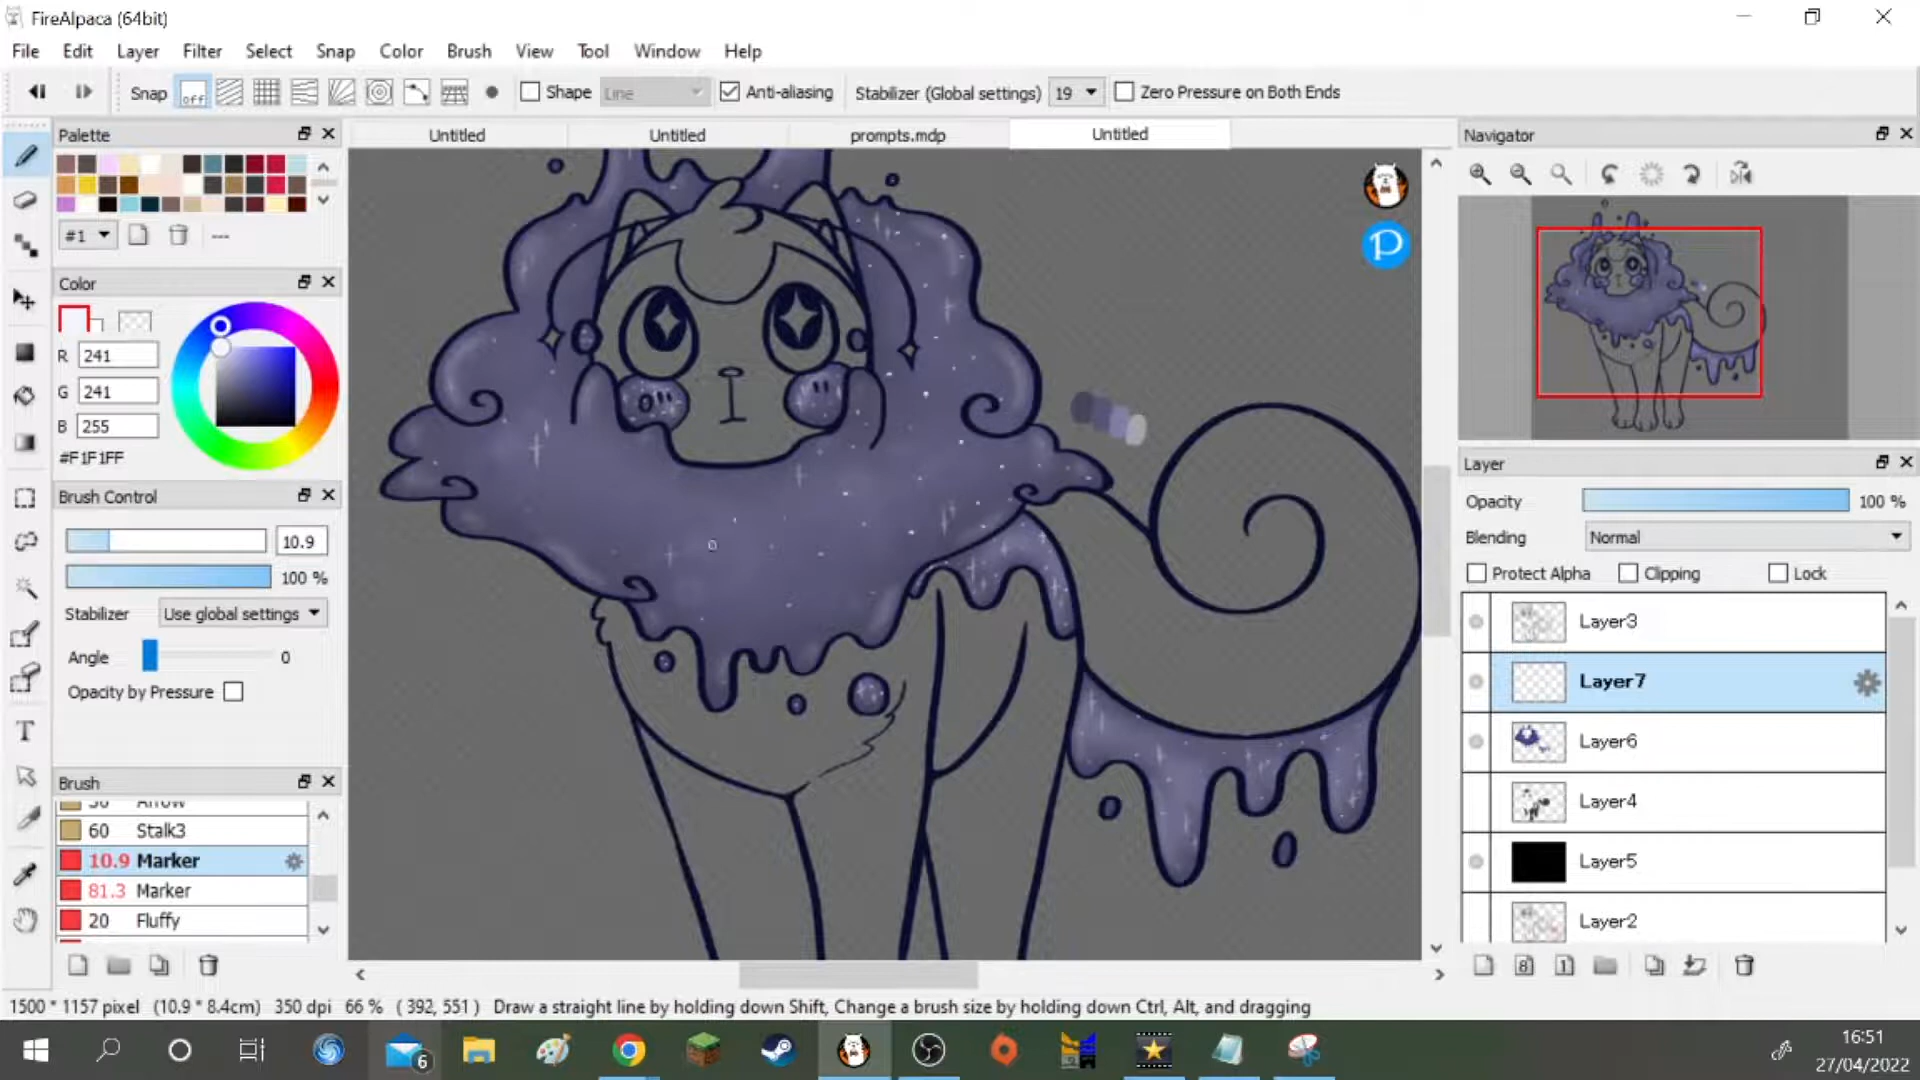 FireAlpaca (64bit)
File Edit Layer Filter Select Snap Color Brush View Tool Window Help
Snap off Shape Line Anti-aliasing Stabilizer (Global settings) 19 Zero Pressure on Both Ends
Palette
Untitled Untitled prompts.mdp Untitled
Navigator
#1 ---
Color
R 241
G 241
B 255
#F1F1FF
Brush Control
10.9
100 %
Stabilizer Use global settings
Angle 0
Opacity by Pressure
Brush
Arrow
60 Stalk3
10.9 Marker
81.3 Marker
20 Fluffy
P
Layer
Opacity 100 %
Blending Normal
Protect Alpha Clipping Lock
Layer3
Layer7
Layer6
Layer4
Layer5
Layer2
8 1
1500 * 1157 pixel (10.9 * 8.4cm) 350 dpi 66 % ( 392, 551 ) Draw a straight line by holding down Shift, Change a brush size by holding down Ctrl, Alt, and dragging
6
16:51
27/04/2022